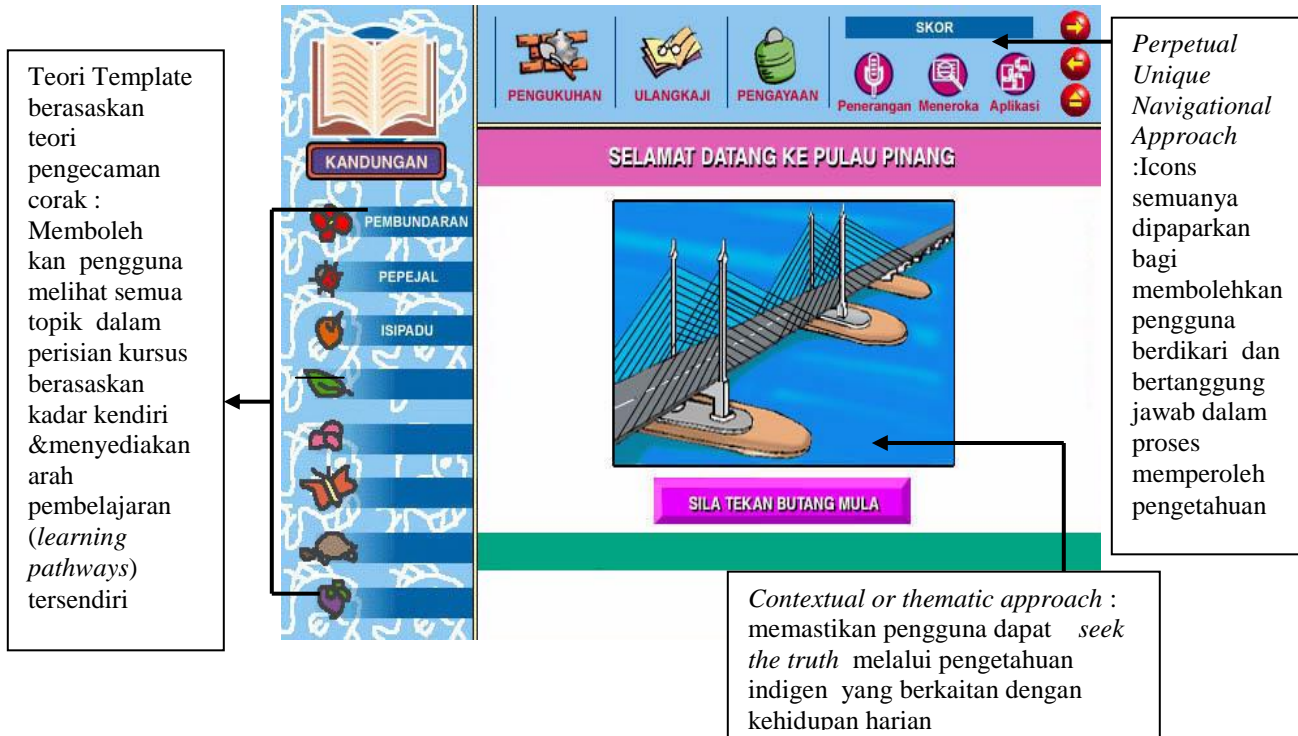 Teori Template
berasaskan
teori
pengecaman
corak :
Memboleh
kan pengguna
melihat semua
topik dalam
perisian kursus
berasaskan
kadar kendiri
&menyediakan
arah
pembelajaran
(learning
pathways)
tersendiri
KANDUNGAN
PEMBUNDARAN
PEPEJAL
ISIPADU
PENGUKUHAN
ULANGKAJI
PENGAYAAN
SKOR
Penerangan Meneroka Aplikasi
SELAMAT DATANG KE PULAU PINANG
SILA TEKAN BUTANG MULA
Perpetual
Unique
Navigational
Approach
:Icons
semuanya
dipaparkan
bagi
membolehkan
pengguna
berdikari dan
bertanggung
jawab dalam
proses
memperoleh
pengetahuan
Contextual or thematic approach :
memastikan pengguna dapat seek
the truth melalui pengetahuan
indigen yang berkaitan dengan
kehidupan harian